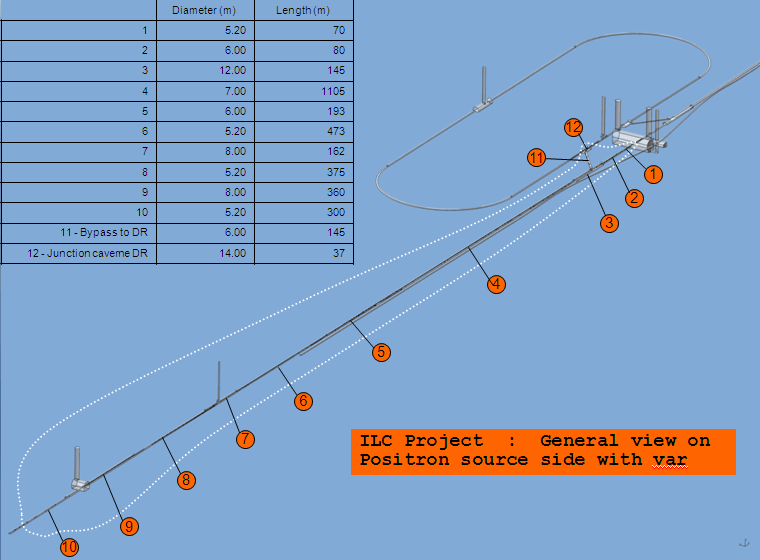 Diameter (m) Length (m)
1 5.20 70
2 6.00 80
3 12.00 145
4 7.00 1105
5 6.00 193
6 5.20 473
7 8.00 162
8 5.20 375
9 8.00 360
10 5.20 300
11 - Bypass to DR 6.00 145
12 - Junction caverne DR 14.00 37
12
11
1
2
3
4
5
6
7
8
9
10
ILC Project : General view on
Positron source side with var